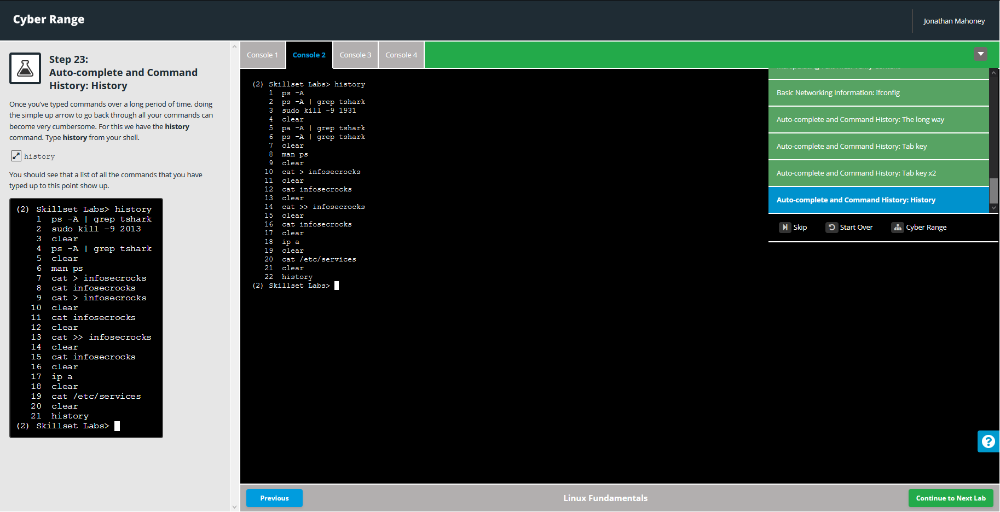 Cyber Range
Jonathan Mahoney
Step 23:
Auto-complete and Command
History: History
Once you've typed commands over a long period of time, doing
the simple up arrow to go back through all your commands can
become very cumbersome. For this we have the history
command. Type history from your shell.
history
You should see that a list of all the commands that you have
typed up to this point show up.
(2) Skillset Labs> history
1 ps -A | grep tshark
2 sudo kill -9 2013
3 clear
4 ps -A | grep tshark
5 clear
6 man ps
7 cat > infosecrocks
8 cat infosecrocks
9 cat > infosecrocks
10 clear
11 cat infosecrocks
12 clear
13 cat >> infosecrocks
14 clear
15 cat infosecrocks
16 clear
17 ip a
18 clear
19 cat /etc/services
20 clear
21 history
(2) Skillset Labs>
Console 1
Console 2
Console 3
Console 4
(2) Skillset Labs> history
1 ps -A
2 ps -A | grep tshark
3 sudo kill -9 1931
4 clear
5 pa -A | grep tshark
6 ps -A | grep tshark
7 clear
8 man ps
9 clear
10 cat > infosecrocks
11 clear
12 cat infosecrocks
13 clear
14 cat >> infosecrocks
15 clear
16 cat infosecrocks
17 clear
18 ip a
19 clear
20 cat /etc/services
21 clear
22 history
(2) Skillset Labs>
Basic Networking Information: ifconfig
Auto-complete and Command History: The long way
Auto-complete and Command History: Tab key
Auto-complete and Command History: Tab key x2
Auto-complete and Command History: History
Skip
Start Over
Cyber Range
?
Previous
Linux Fundamentals
Continue to Next Lab